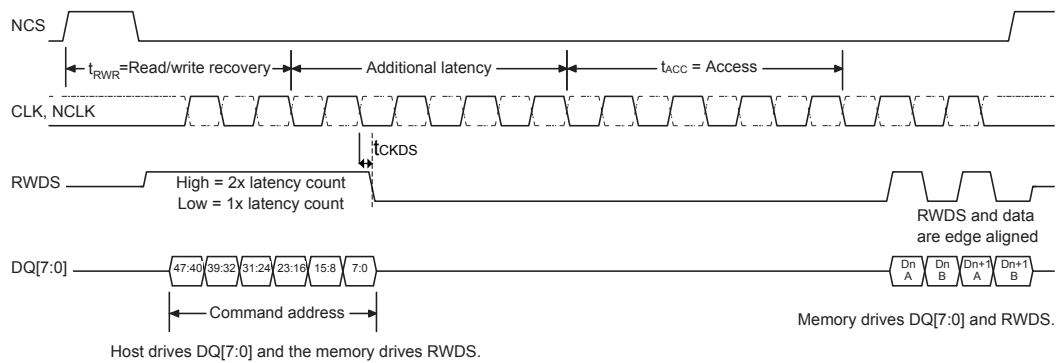 NCS
tRWR=Read/write recovery
Additional latency
tACC = Access
CLK, NCLK
tCKDS
RWDS
High = 2x latency count
Low = 1x latency count
RWDS and data
are edge aligned
DQ[7:0]
47:40 39:32 31:24 23:16 15:8 7:0
Dn A
Dn B
Dn+1 A
Dn+1 B
Command address
Memory drives DQ[7:0] and RWDS.
Host drives DQ[7:0] and the memory drives RWDS.